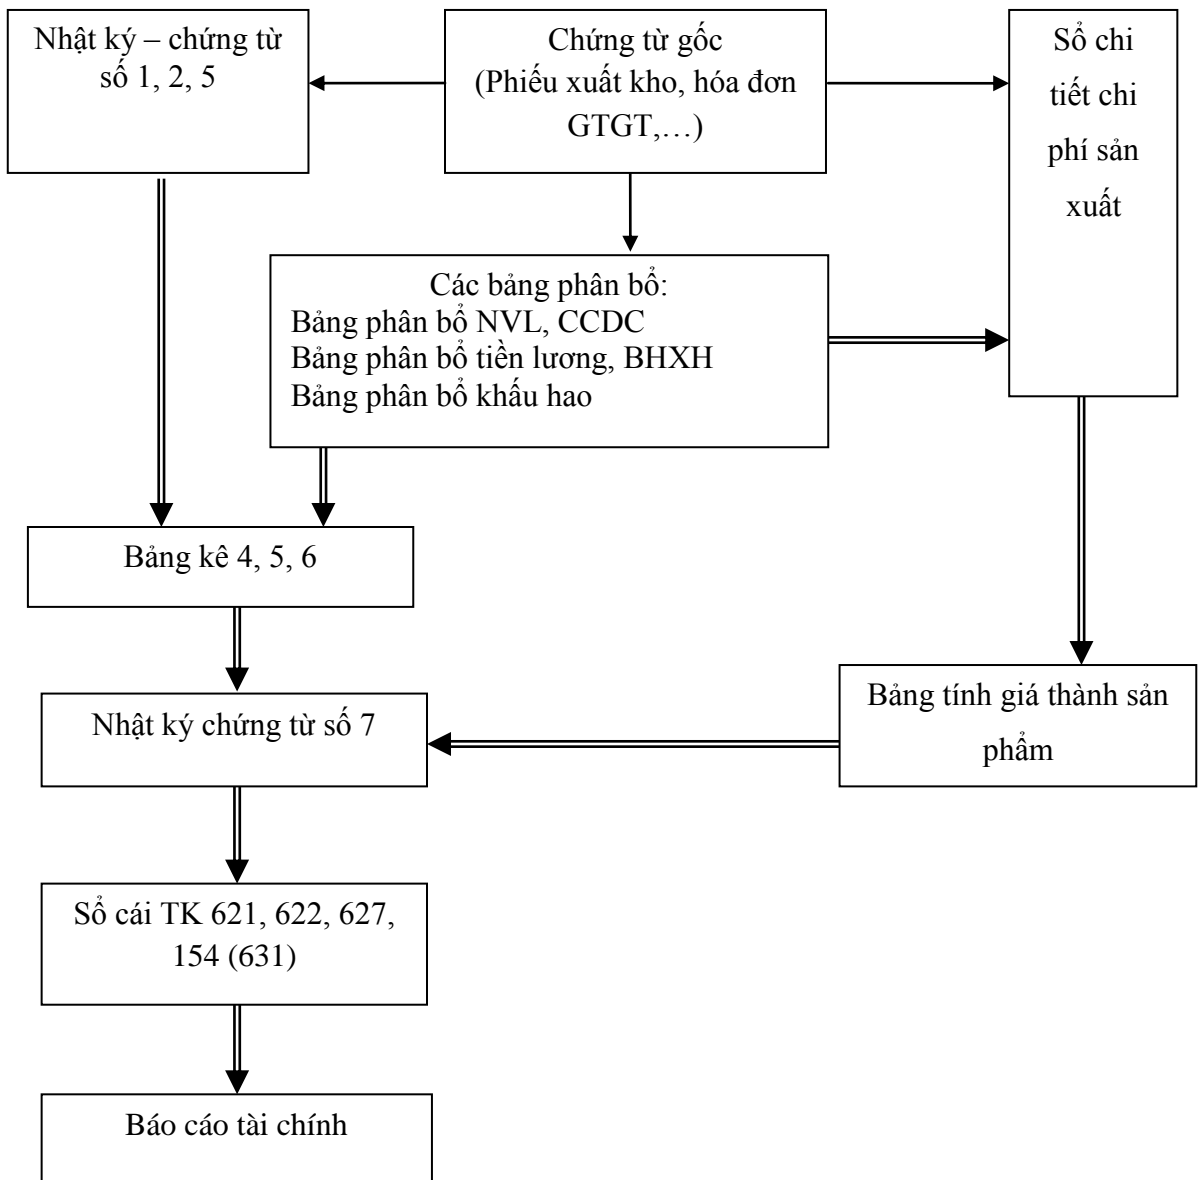 Nhật ký – chứng từ
số 1, 2, 5
Chứng từ gốc
(Phiếu xuất kho, hóa đơn
GTGT,…)
Sổ chi
tiết chi
phí sản
xuất
Các bảng phân bổ:
Bảng phân bổ NVL, CCDC
Bảng phân bổ tiền lương, BHXH
Bảng phân bổ khấu hao
Bảng kê 4, 5, 6
Nhật ký chứng từ số 7
Bảng tính giá thành sản
phẩm
Sổ cái TK 621, 622, 627,
154 (631)
Báo cáo tài chính